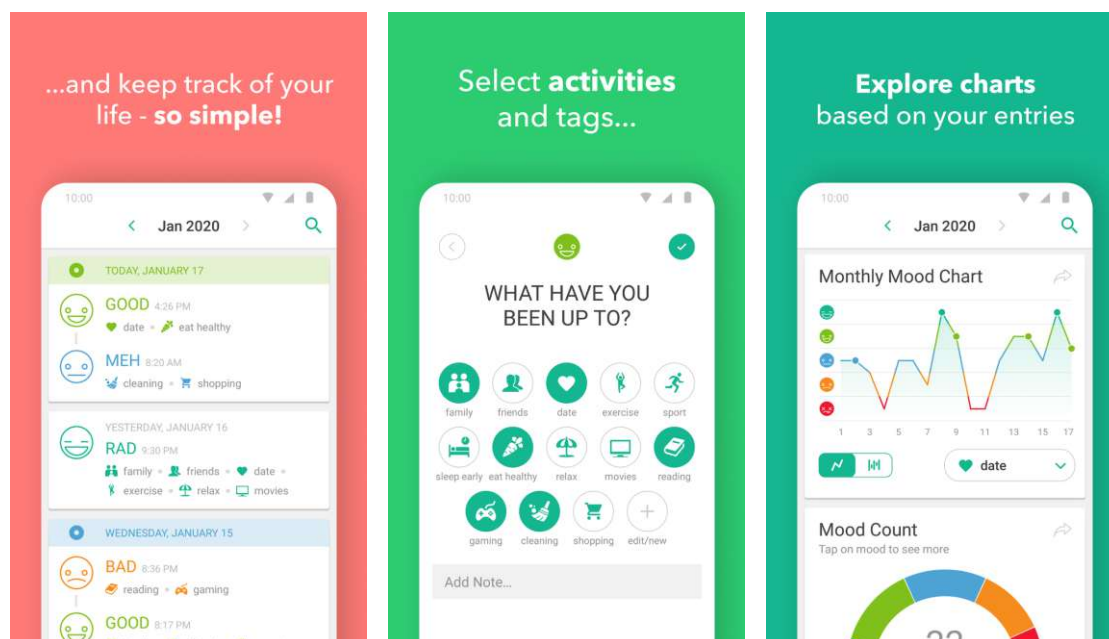 ...and keep track of your
life - so simple!
10:00
Jan 2020
TODAY, JANUARY 17
GOOD 4:26 PM
date • eat healthy
MEH 8:20 AM
cleaning • shopping
YESTERDAY, JANUARY 16
RAD 9:30 PM
family • friends • date •
exercise • relax • movies
WEDNESDAY, JANUARY 15
BAD 8:36 PM
reading • gaming
GOOD 8:17 PM
Select activities
and tags...
10:00
WHAT HAVE YOU
BEEN UP TO?
family friends date exercise sport
sleep early eat healthy relax movies reading
gaming cleaning shopping edit/new
Add Note...
Explore charts
based on your entries
10:00
Jan 2020
Monthly Mood Chart
1 3 5 7 9 11 13 15 17
date
Mood Count
Tap on mood to see more